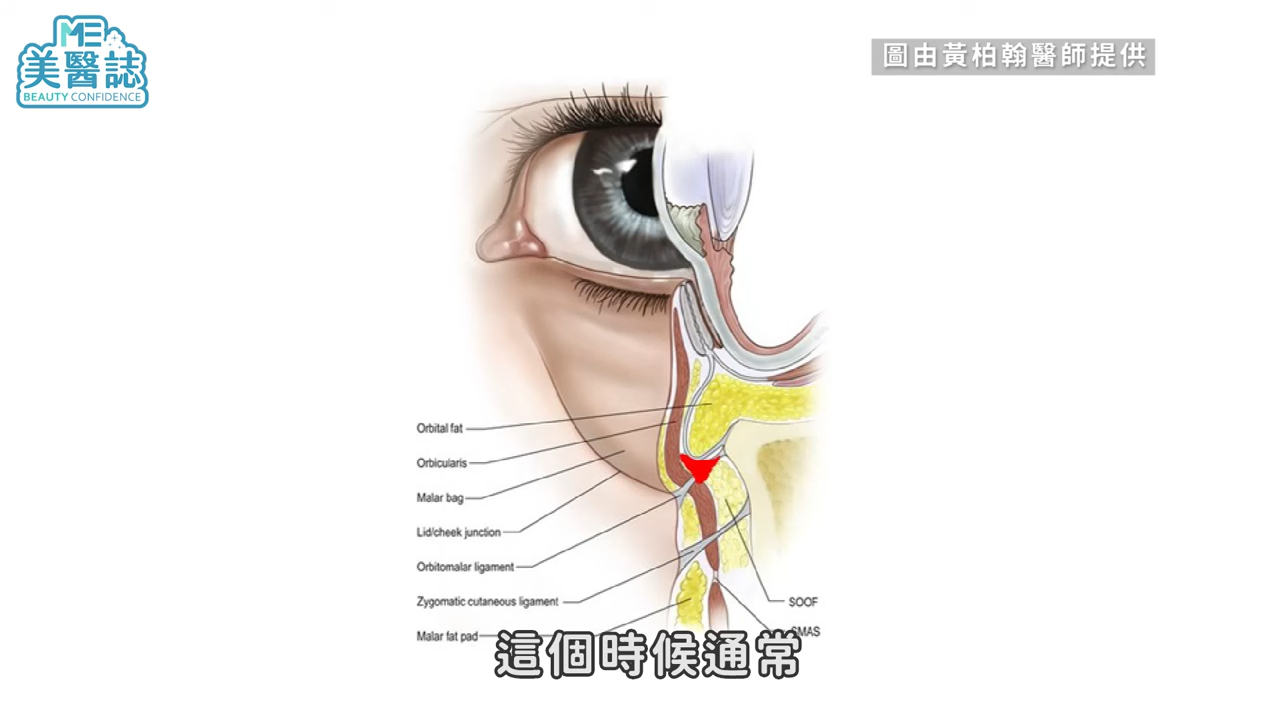 ME
美醫誌
BEAUTY CONFIDENCE
圖由黃柏翰醫師提供
Orbital fat
Orbicularis
Malar bag
Lid/cheek junction
Orbitomalar ligament
Zygomatic cutaneous ligament
Malar fat pad
SOOF
SMAS
這個時候通常